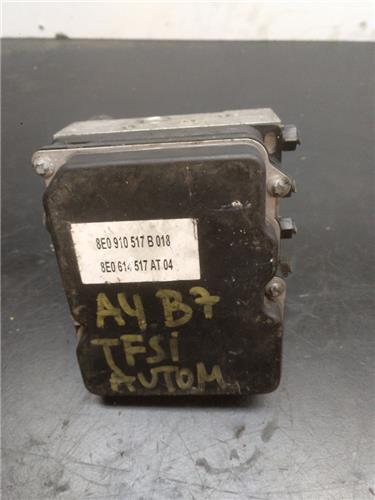 8E0 910 517 B 018
8E0 614 517 AT 04
A4 B7
TFSI
AUTOM